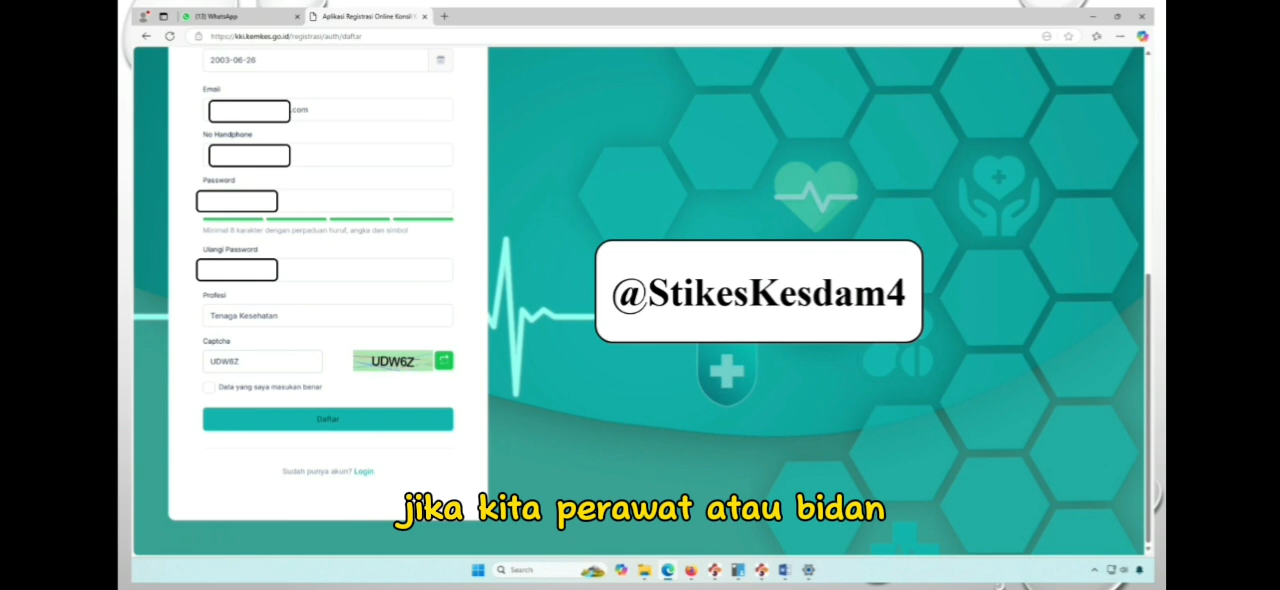 (13) WhatsApp
Aplikasi Registrasi Online Konsil K
https://kki.kemkes.go.id/registrasi/auth/daftar
2003-06-26
Email
.com
No Handphone
Password
Minimal 8 karakter dengan perpaduan huruf, angka dan simbol
Ulangi Password
Profesi
Tenaga Kesehatan
Captcha
UDW6Z
UDW6Z
Data yang saya masukan benar
Daftar
Sudah punya akun? Login
@StikesKesdam4
jika kita perawat atau bidan
Search